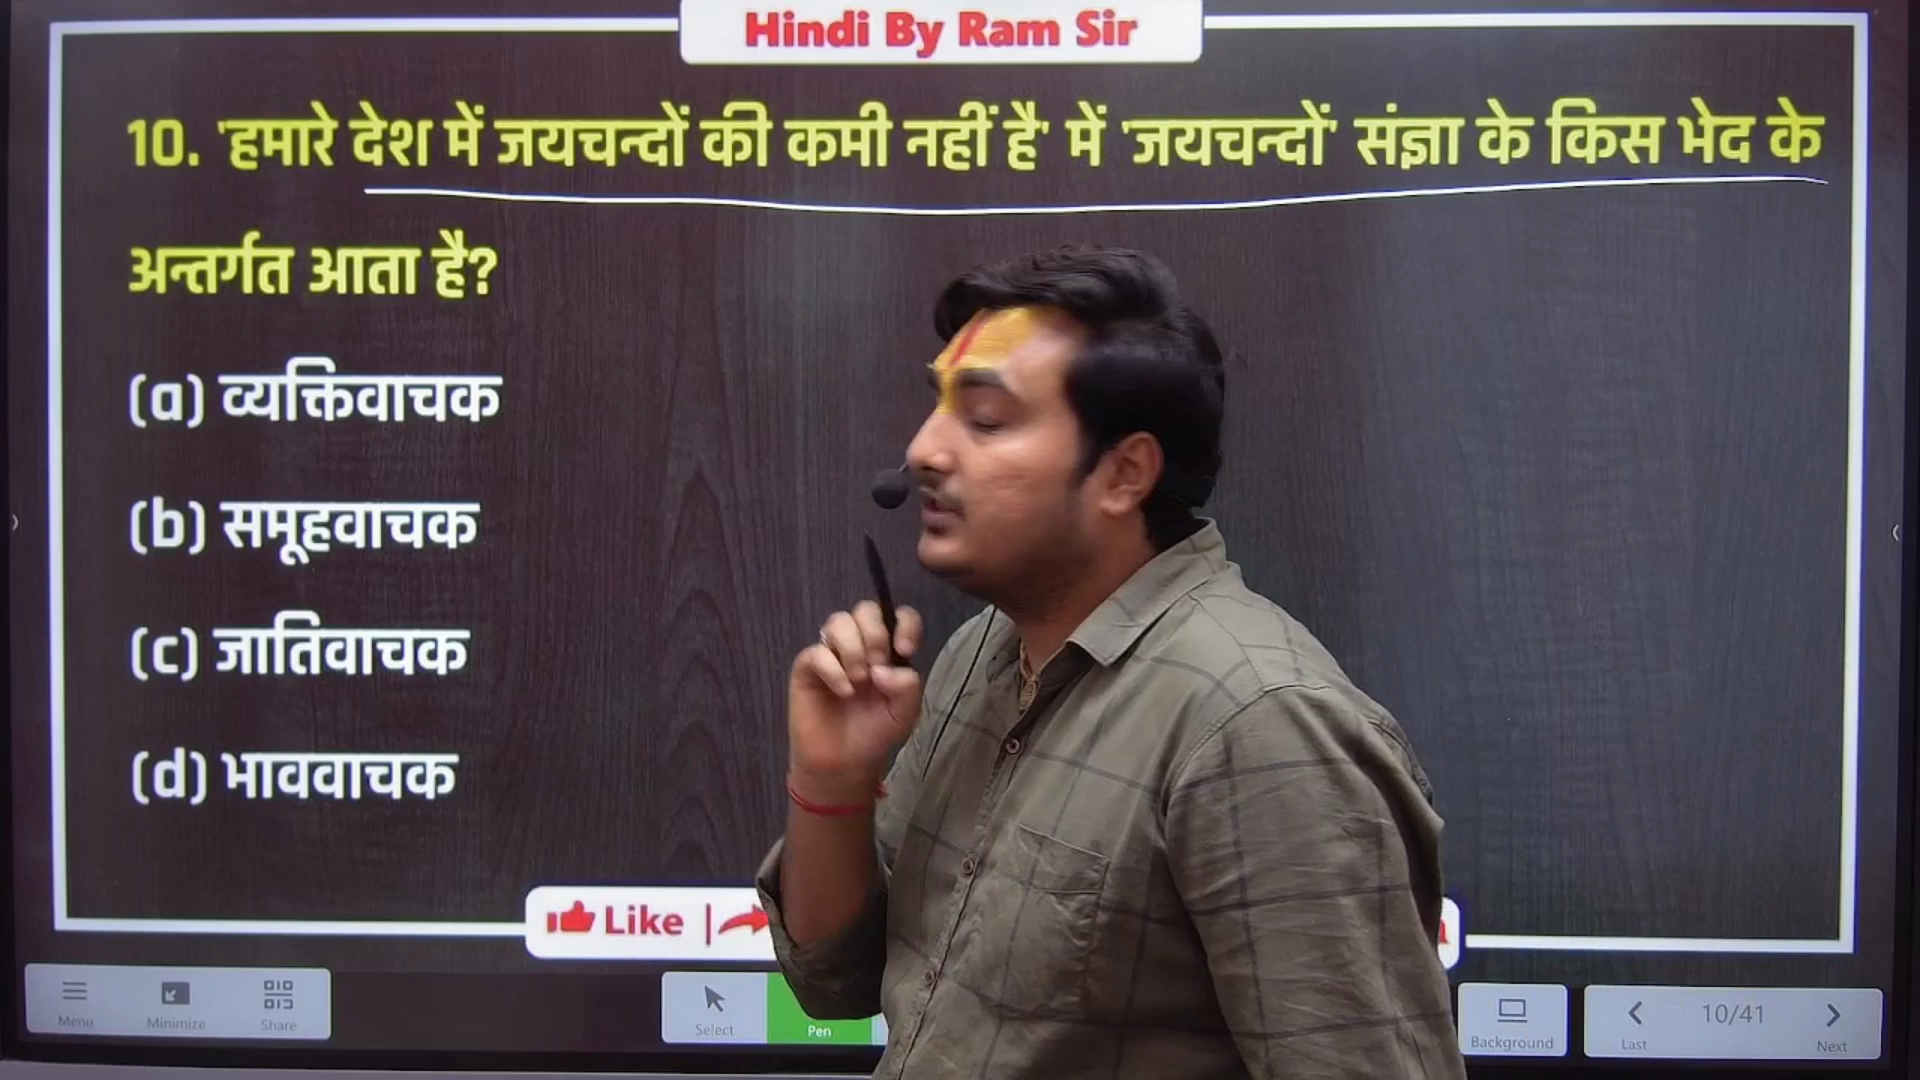 Hindi By Ram Sir
10. 'हमारे देश में जयचन्दों की कमी नहीं है' में 'जयचन्दों' संज्ञा के किस भेद के
अन्तर्गत आता है?
(a) व्यक्तिवाचक
(b) समूहवाचक
(c) जातिवाचक
(d) भाववाचक
Like |
Menu
Minimize
Share
Select
Pen
Background
Last
10/41
Next